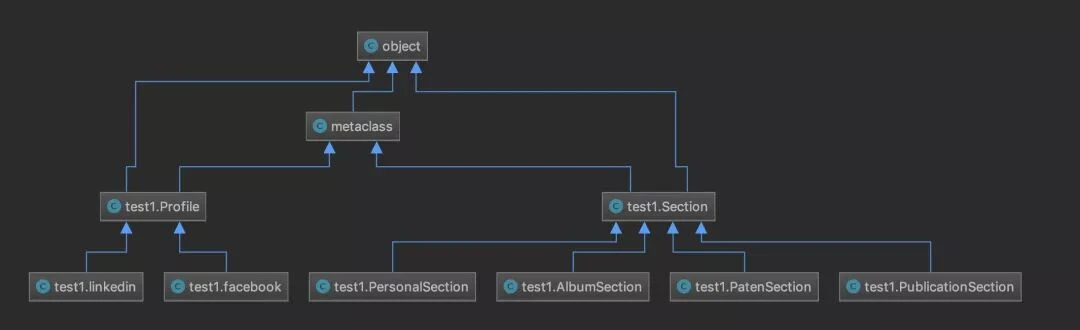 object
metaclass
test1.Profile
test1.Section
test1.linkedin
test1.facebook
test1.PersonalSection
test1.AlbumSection
test1.PatenSection
test1.PublicationSection